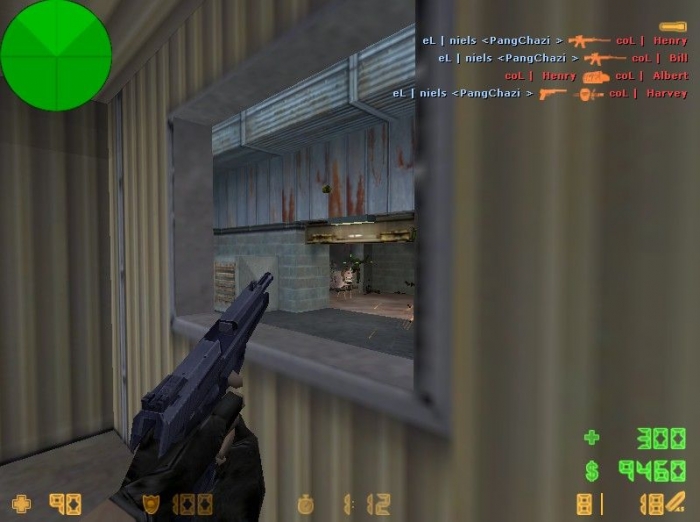 eL | niels <PangChazi > coL | Henry
eL | niels <PangChazi > coL | Bill
coL | Henry coL | Albert
eL | niels <PangChazi > coL | Harvey
+ 300
$ 9460
90 100 1:12 8 | 18